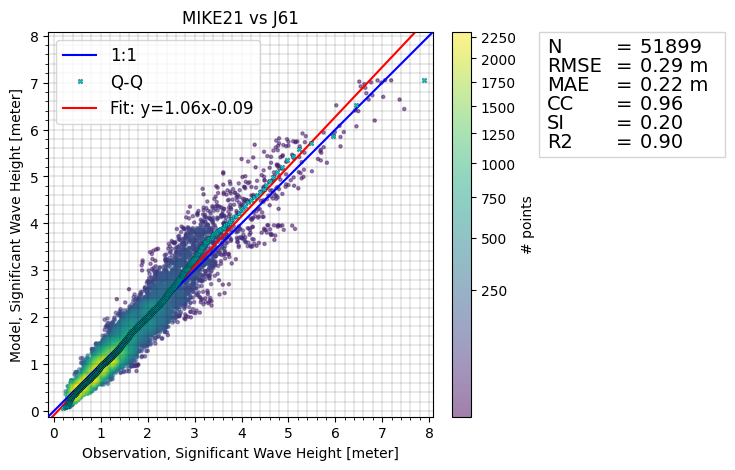 MIKE21 vs J61
8
7
6
5
4
3
2
1
0
Model, Significant Wave Height [meter]
1:1
Q-Q
Fit: y=1.06x-0.09
0 1 2 3 4 5 6 7 8
Observation, Significant Wave Height [meter]
2250
2000
1750
1500
1250
1000
750
500
250
# points
N = 51899
RMSE = 0.29 m
MAE = 0.22 m
CC = 0.96
SI = 0.20
R2 = 0.90